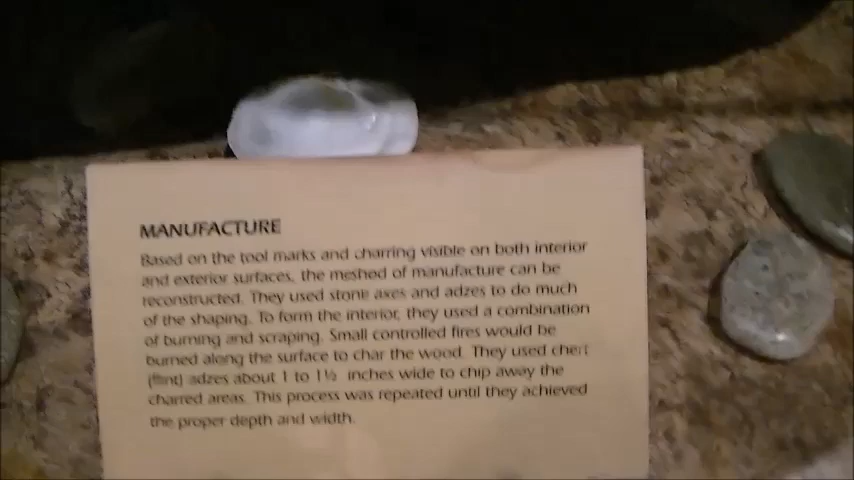 MANUFACTURE
Based on the tool marks and charring visible on both interior
and exterior surfaces, the meshed of manufacture can be
reconstructed. They used stone axes and adzes to do much
of the shaping. To form the interior, they used a combination
of burning and scraping. Small controlled fires would be
burned along the surface to char the wood. They used chert
(flint) adzes about 1 to 1½ inches wide to chip away the
charred areas. This process was repeated until they achieved
the proper depth and width.